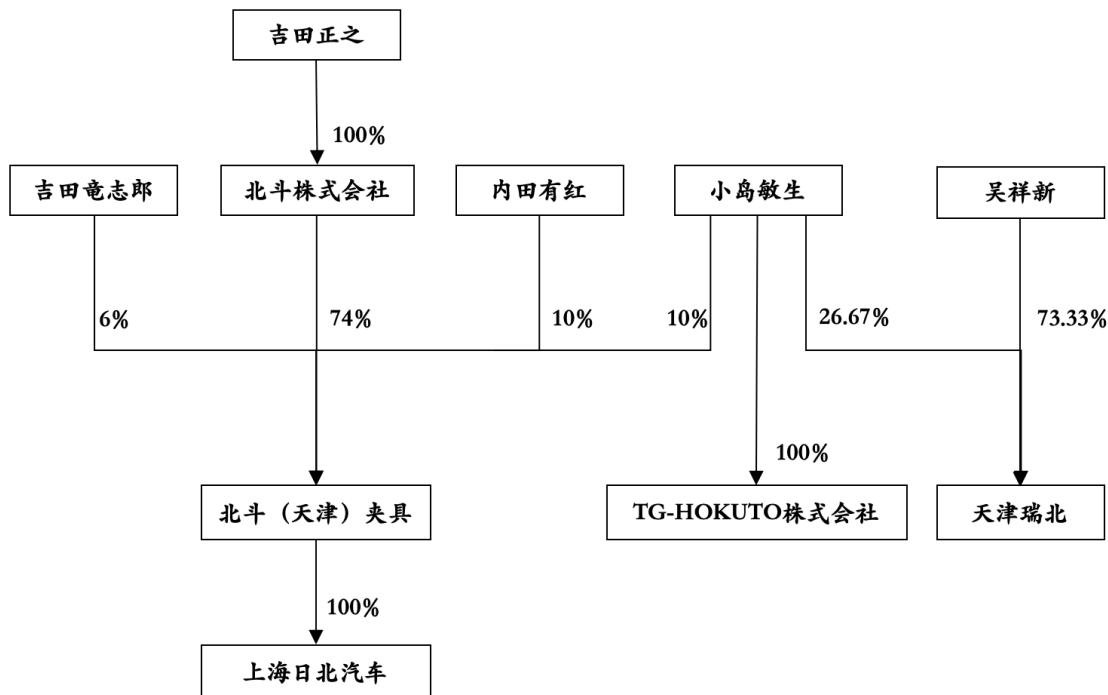 吉田正之
100%
吉田竜志郎
北斗株式会社
内田有红
小岛敏生
吴祥新
6%
74%
10%
10%
26.67%
73.33%
100%
北斗（天津）夹具
TG-HOKUTO株式会社
天津瑞北
100%
上海日北汽车